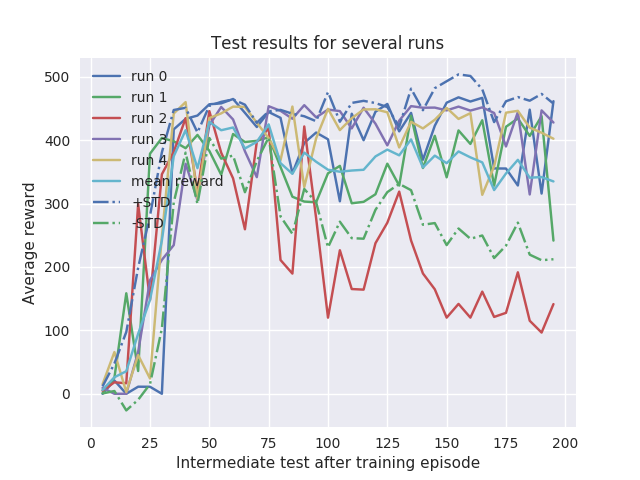 Test results for several runs
500
400
300
200
100
0
Average reward
run 0
run 1
run 2
run 3
run 4
mean reward
+STD
-STD
0 25 50 75 100 125 150 175 200
Intermediate test after training episode